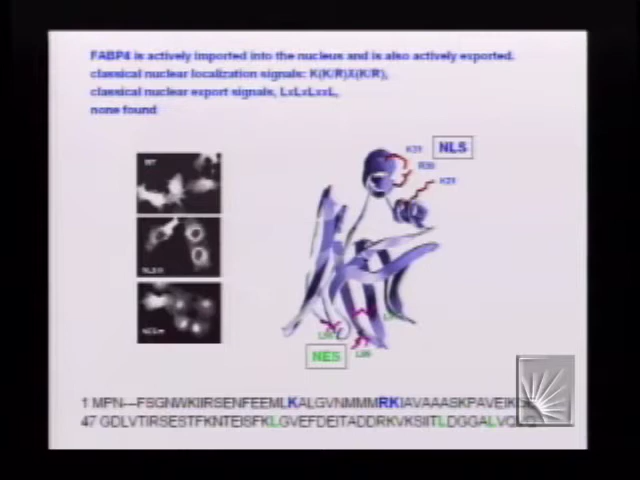 FABP4 is actively imported into the nucleus and is also actively exported.
classical nuclear localization signals: K(K/R)X(K/R),
classical nuclear export signals, LxLxLxxL,
none found
WT
NLS
NES
1 MPN---FSGNWKIIRSENFEEMLKALGVNMMMRKIAVAAASKPAVEIK
47 GDLVTIRSESTFKNTEISFKLGVEFDEITADDRKVKSIITLDGGALVQ